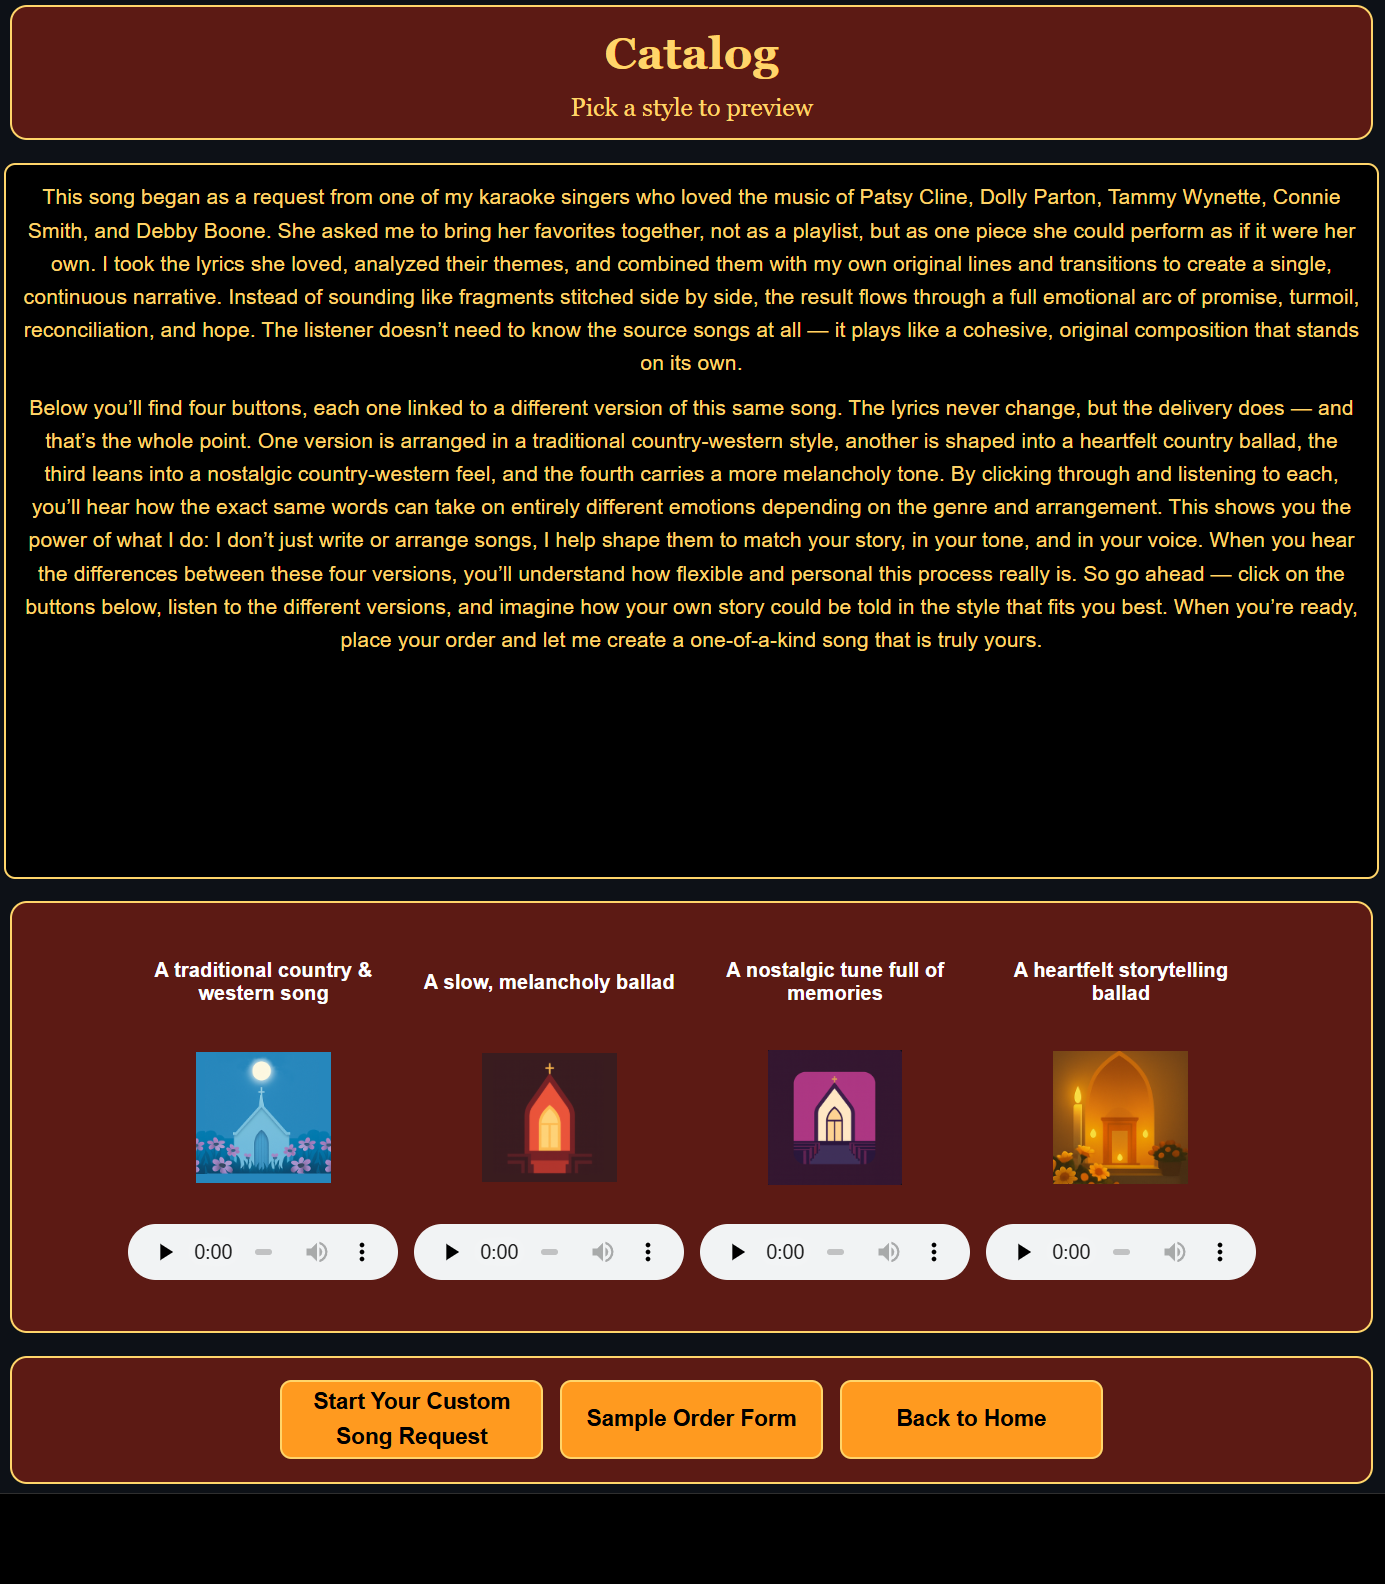 Catalog
Pick a style to preview
This song began as a request from one of my karaoke singers who loved the music of Patsy Cline, Dolly Parton, Tammy Wynette, Connie
Smith, and Debby Boone. She asked me to bring her favorites together, not as a playlist, but as one piece she could perform as if it were her
own. I took the lyrics she loved, analyzed their themes, and combined them with my own original lines and transitions to create a single,
continuous narrative. Instead of sounding like fragments stitched side by side, the result flows through a full emotional arc of promise, turmoil,
reconciliation, and hope. The listener doesn’t need to know the source songs at all — it plays like a cohesive, original composition that stands
on its own.
Below you’ll find four buttons, each one linked to a different version of this same song. The lyrics never change, but the delivery does — and
that’s the whole point. One version is arranged in a traditional country-western style, another is shaped into a heartfelt country ballad, the
third leans into a nostalgic country-western feel, and the fourth carries a more melancholy tone. By clicking through and listening to each,
you’ll hear how the exact same words can take on entirely different emotions depending on the genre and arrangement. This shows you the
power of what I do: I don’t just write or arrange songs, I help shape them to match your story, in your tone, and in your voice. When you hear
the differences between these four versions, you’ll understand how flexible and personal this process really is. So go ahead — click on the
buttons below, listen to the different versions, and imagine how your own story could be told in the style that fits you best. When you’re ready,
place your order and let me create a one-of-a-kind song that is truly yours.
A traditional country &
western song
A slow, melancholy ballad
A nostalgic tune full of
memories
A heartfelt storytelling
ballad
0:00
0:00
0:00
0:00
Start Your Custom
Song Request
Sample Order Form
Back to Home